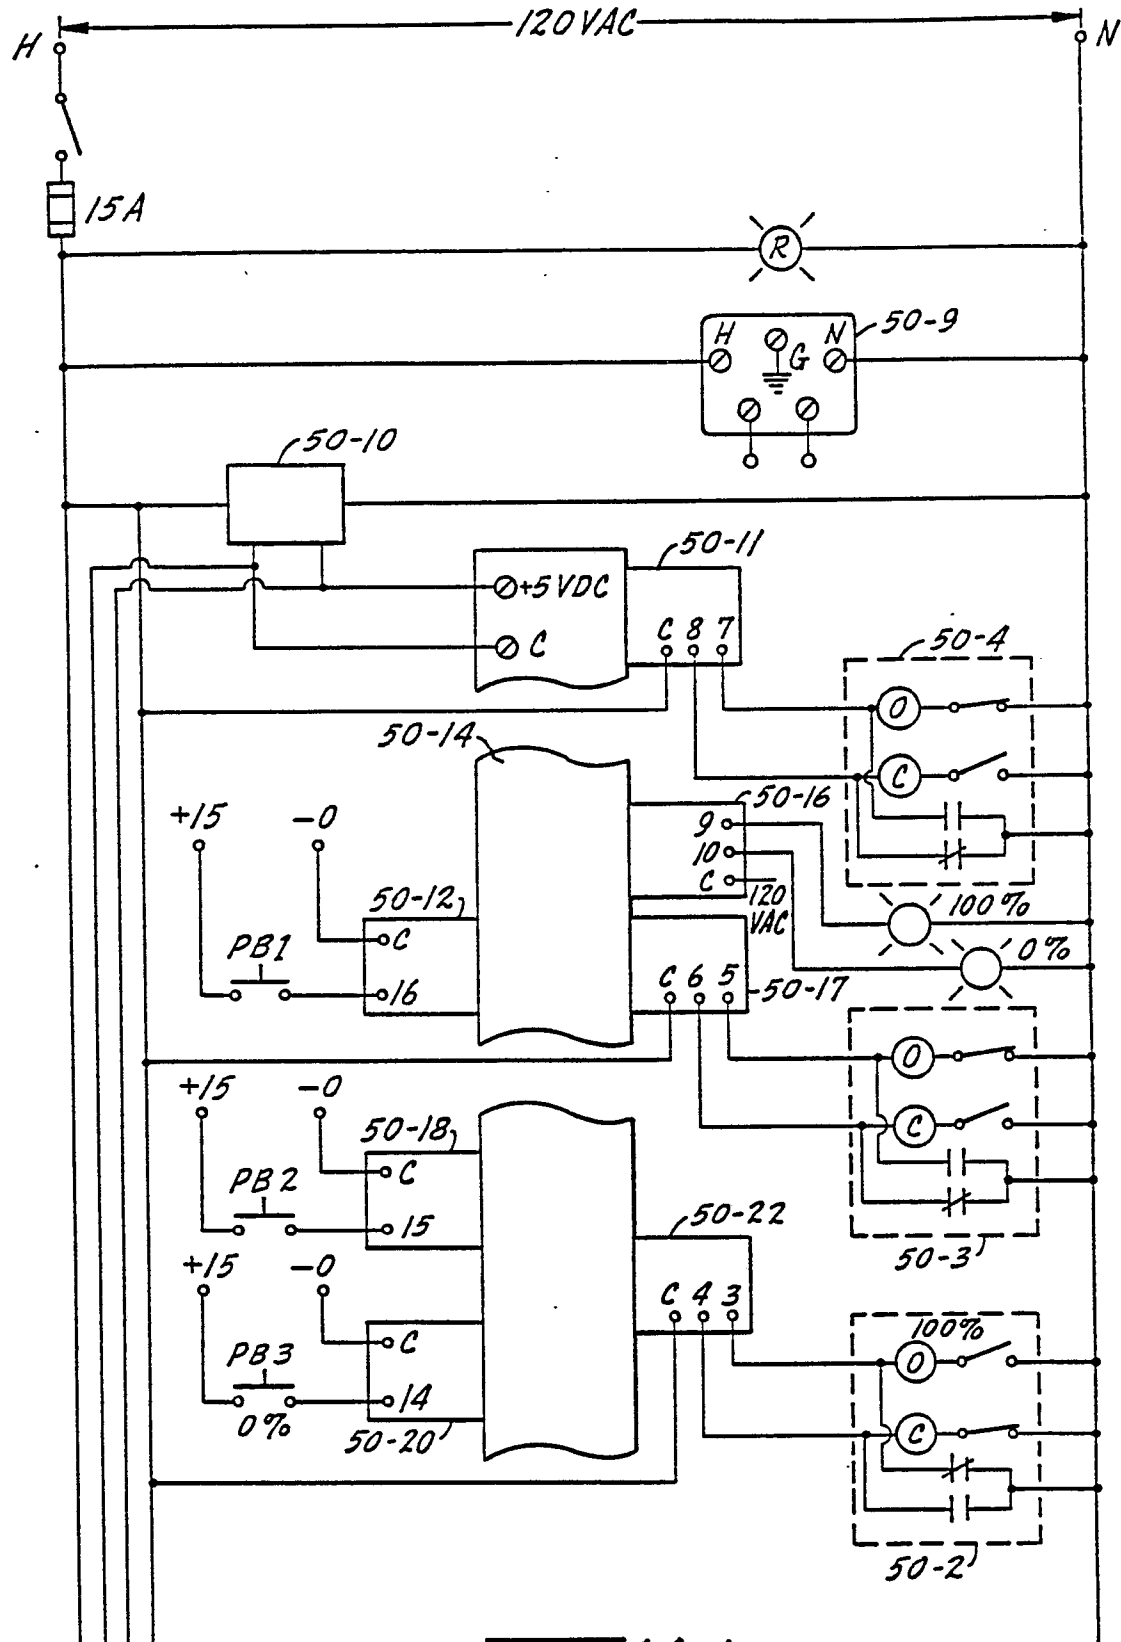 120VAC
H
N
15A
R
50-9
H
N
G
50-10
50-11
+5VDC
C 8 7
C
50-4
O
50-14
C
50-16
+15
-0
9
10
C
120
VAC
100%
50-12
C
PB1
16
0%
C 6 5
50-17
O
+15
-0
C
50-18
C
PB2
15
50-22
+15
-0
50-3
C 4 3
100%
C
PB3
O
14
0%
50-20
C
50-2